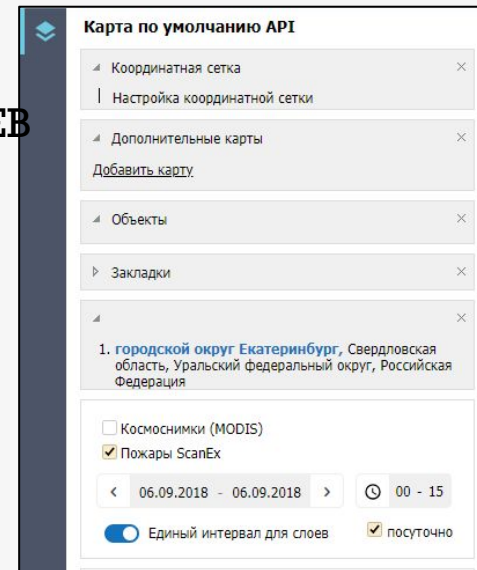 Карта по умолчанию API
Координатная сетка
Настройка координатной сетки
ЕВ
Дополнительные карты
Добавить карту
Объекты
Закладки
1. городской округ Екатеринбург, Свердловская
область, Уральский федеральный округ, Российская
Федерация
Космоснимки (MODIS)
Пожары ScanEx
06.09.2018 - 06.09.2018 00 - 15
Единый интервал для слоев посуточно